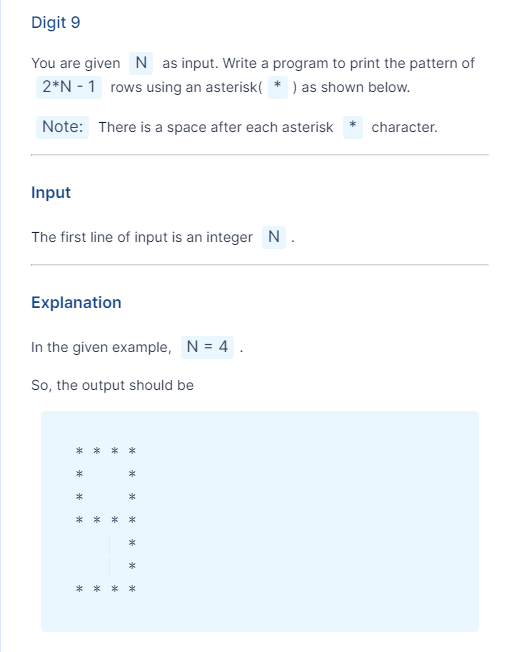 Digit 9
You are given N as input. Write a program to print the pattern of
2*N - 1 rows using an asterisk( * ) as shown below.
Note: There is a space after each asterisk * character.
Input
The first line of input is an integer N .
Explanation
In the given example, N = 4 .
So, the output should be
* * * *
*     *
*     *
* * * *
      *
      *
* * * *